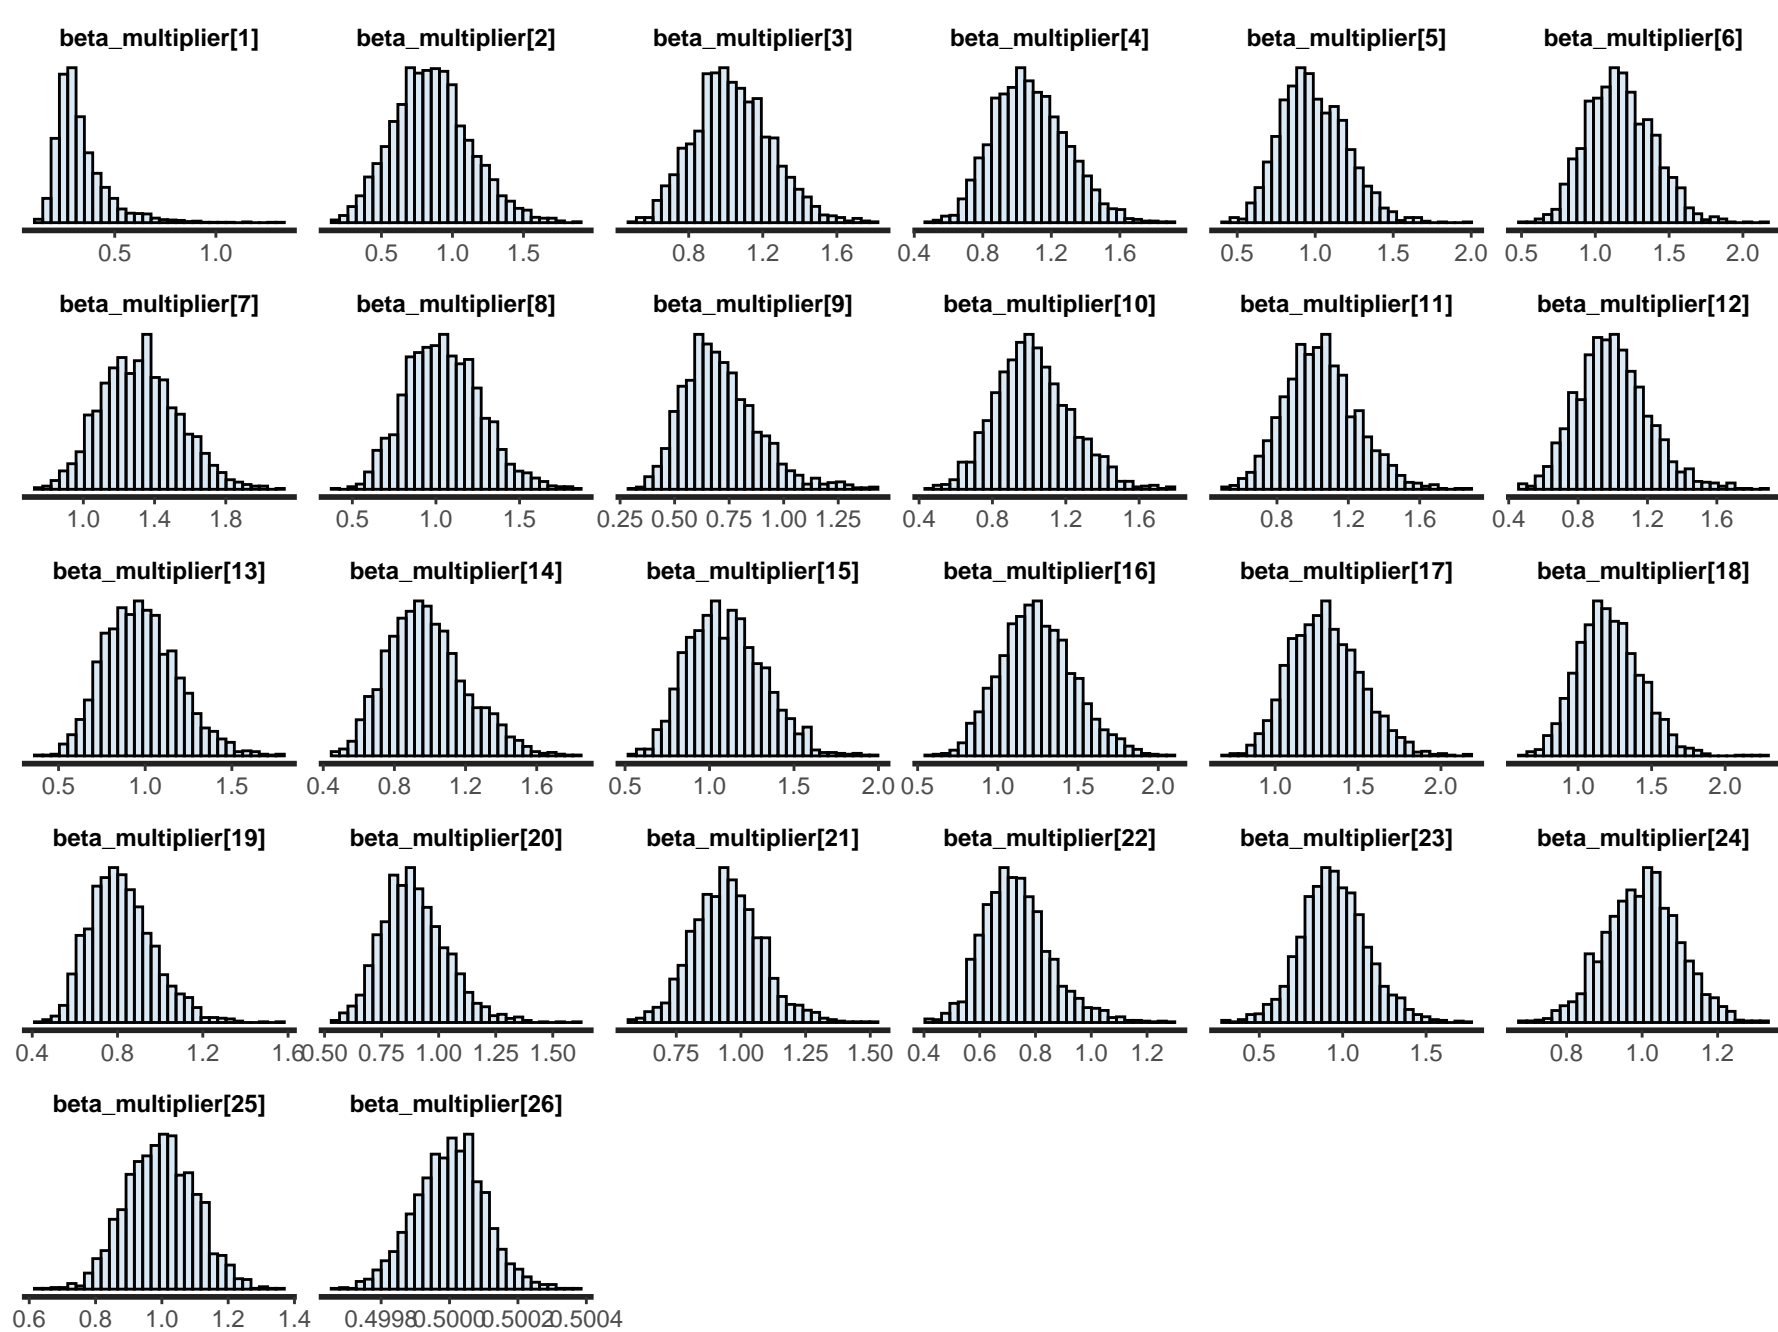 beta_multiplier[1] beta_multiplier[2] beta_multiplier[3] beta_multiplier[4] beta_multiplier[5] beta_multiplier[6]
0.5 1.0 0.5 1.0 1.5 0.8 1.2 1.6 0.4 0.8 1.2 1.6 0.5 1.0 1.5 2.0 0.5 1.0 1.5 2.0
beta_multiplier[7] beta_multiplier[8] beta_multiplier[9] beta_multiplier[10] beta_multiplier[11] beta_multiplier[12]
1.0 1.4 1.8 0.5 1.0 1.5 0.25 0.50 0.75 1.00 1.25 0.4 0.8 1.2 1.6 0.8 1.2 1.6 0.4 0.8 1.2 1.6
beta_multiplier[13] beta_multiplier[14] beta_multiplier[15] beta_multiplier[16] beta_multiplier[17] beta_multiplier[18]
0.5 1.0 1.5 0.4 0.8 1.2 1.6 0.5 1.0 1.5 2.0 0.5 1.0 1.5 2.0 1.0 1.5 2.0 1.0 1.5 2.0
beta_multiplier[19] beta_multiplier[20] beta_multiplier[21] beta_multiplier[22] beta_multiplier[23] beta_multiplier[24]
0.4 0.8 1.2 1.6 0.50 0.75 1.00 1.25 1.50 0.75 1.00 1.25 1.50 0.4 0.6 0.8 1.0 1.2 0.5 1.0 1.5 0.8 1.0 1.2
beta_multiplier[25] beta_multiplier[26]
0.6 0.8 1.0 1.2 1.4 0.4998 0.5000 0.5002 0.5004